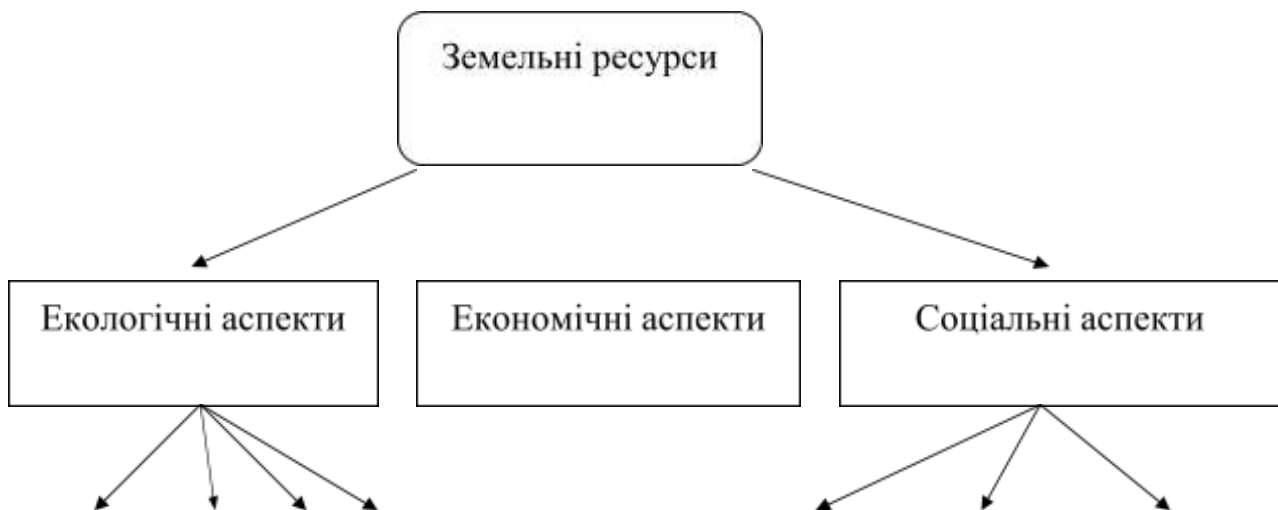 Земельні ресурси
Екологічні аспекти
Економічні аспекти
Соціальні аспекти